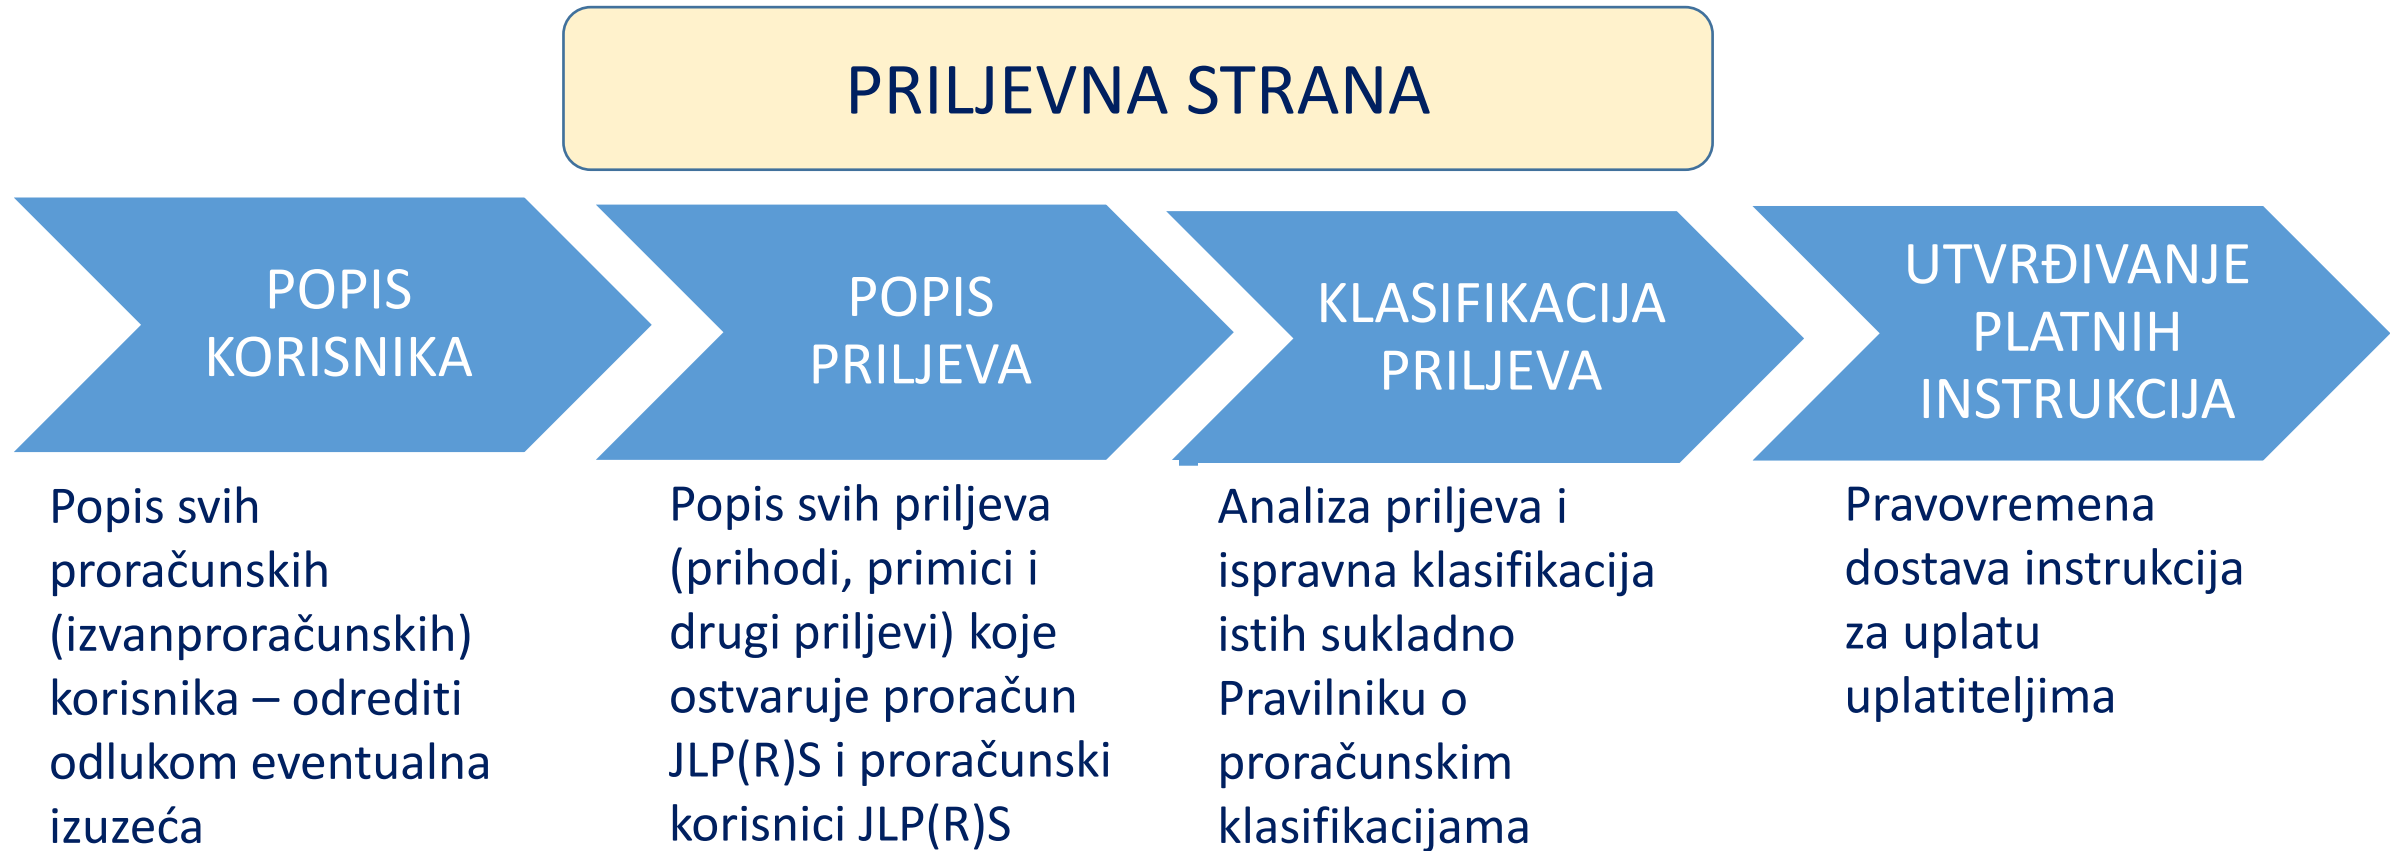 PRILJEVNA STRANA
POPIS
KORISNIKA
POPIS
PRILJEVA
KLASIFIKACIJA
PRILJEVA
UTVRĐIVANJE
PLATNIH
INSTRUKCIJA
Popis svih
proračunskih
(izvanproračunskih)
korisnika – odrediti
odlukom eventualna
izuzeća
Popis svih priljeva
(prihodi, primici i
drugi priljevi) koje
ostvaruje proračun
JLP(R)S i proračunski
korisnici JLP(R)S
Analiza priljeva i
ispravna klasifikacija
istih sukladno
Pravilniku o
proračunskim
klasifikacijama
Pravovremena
dostava instrukcija
za uplatu
uplatiteljima